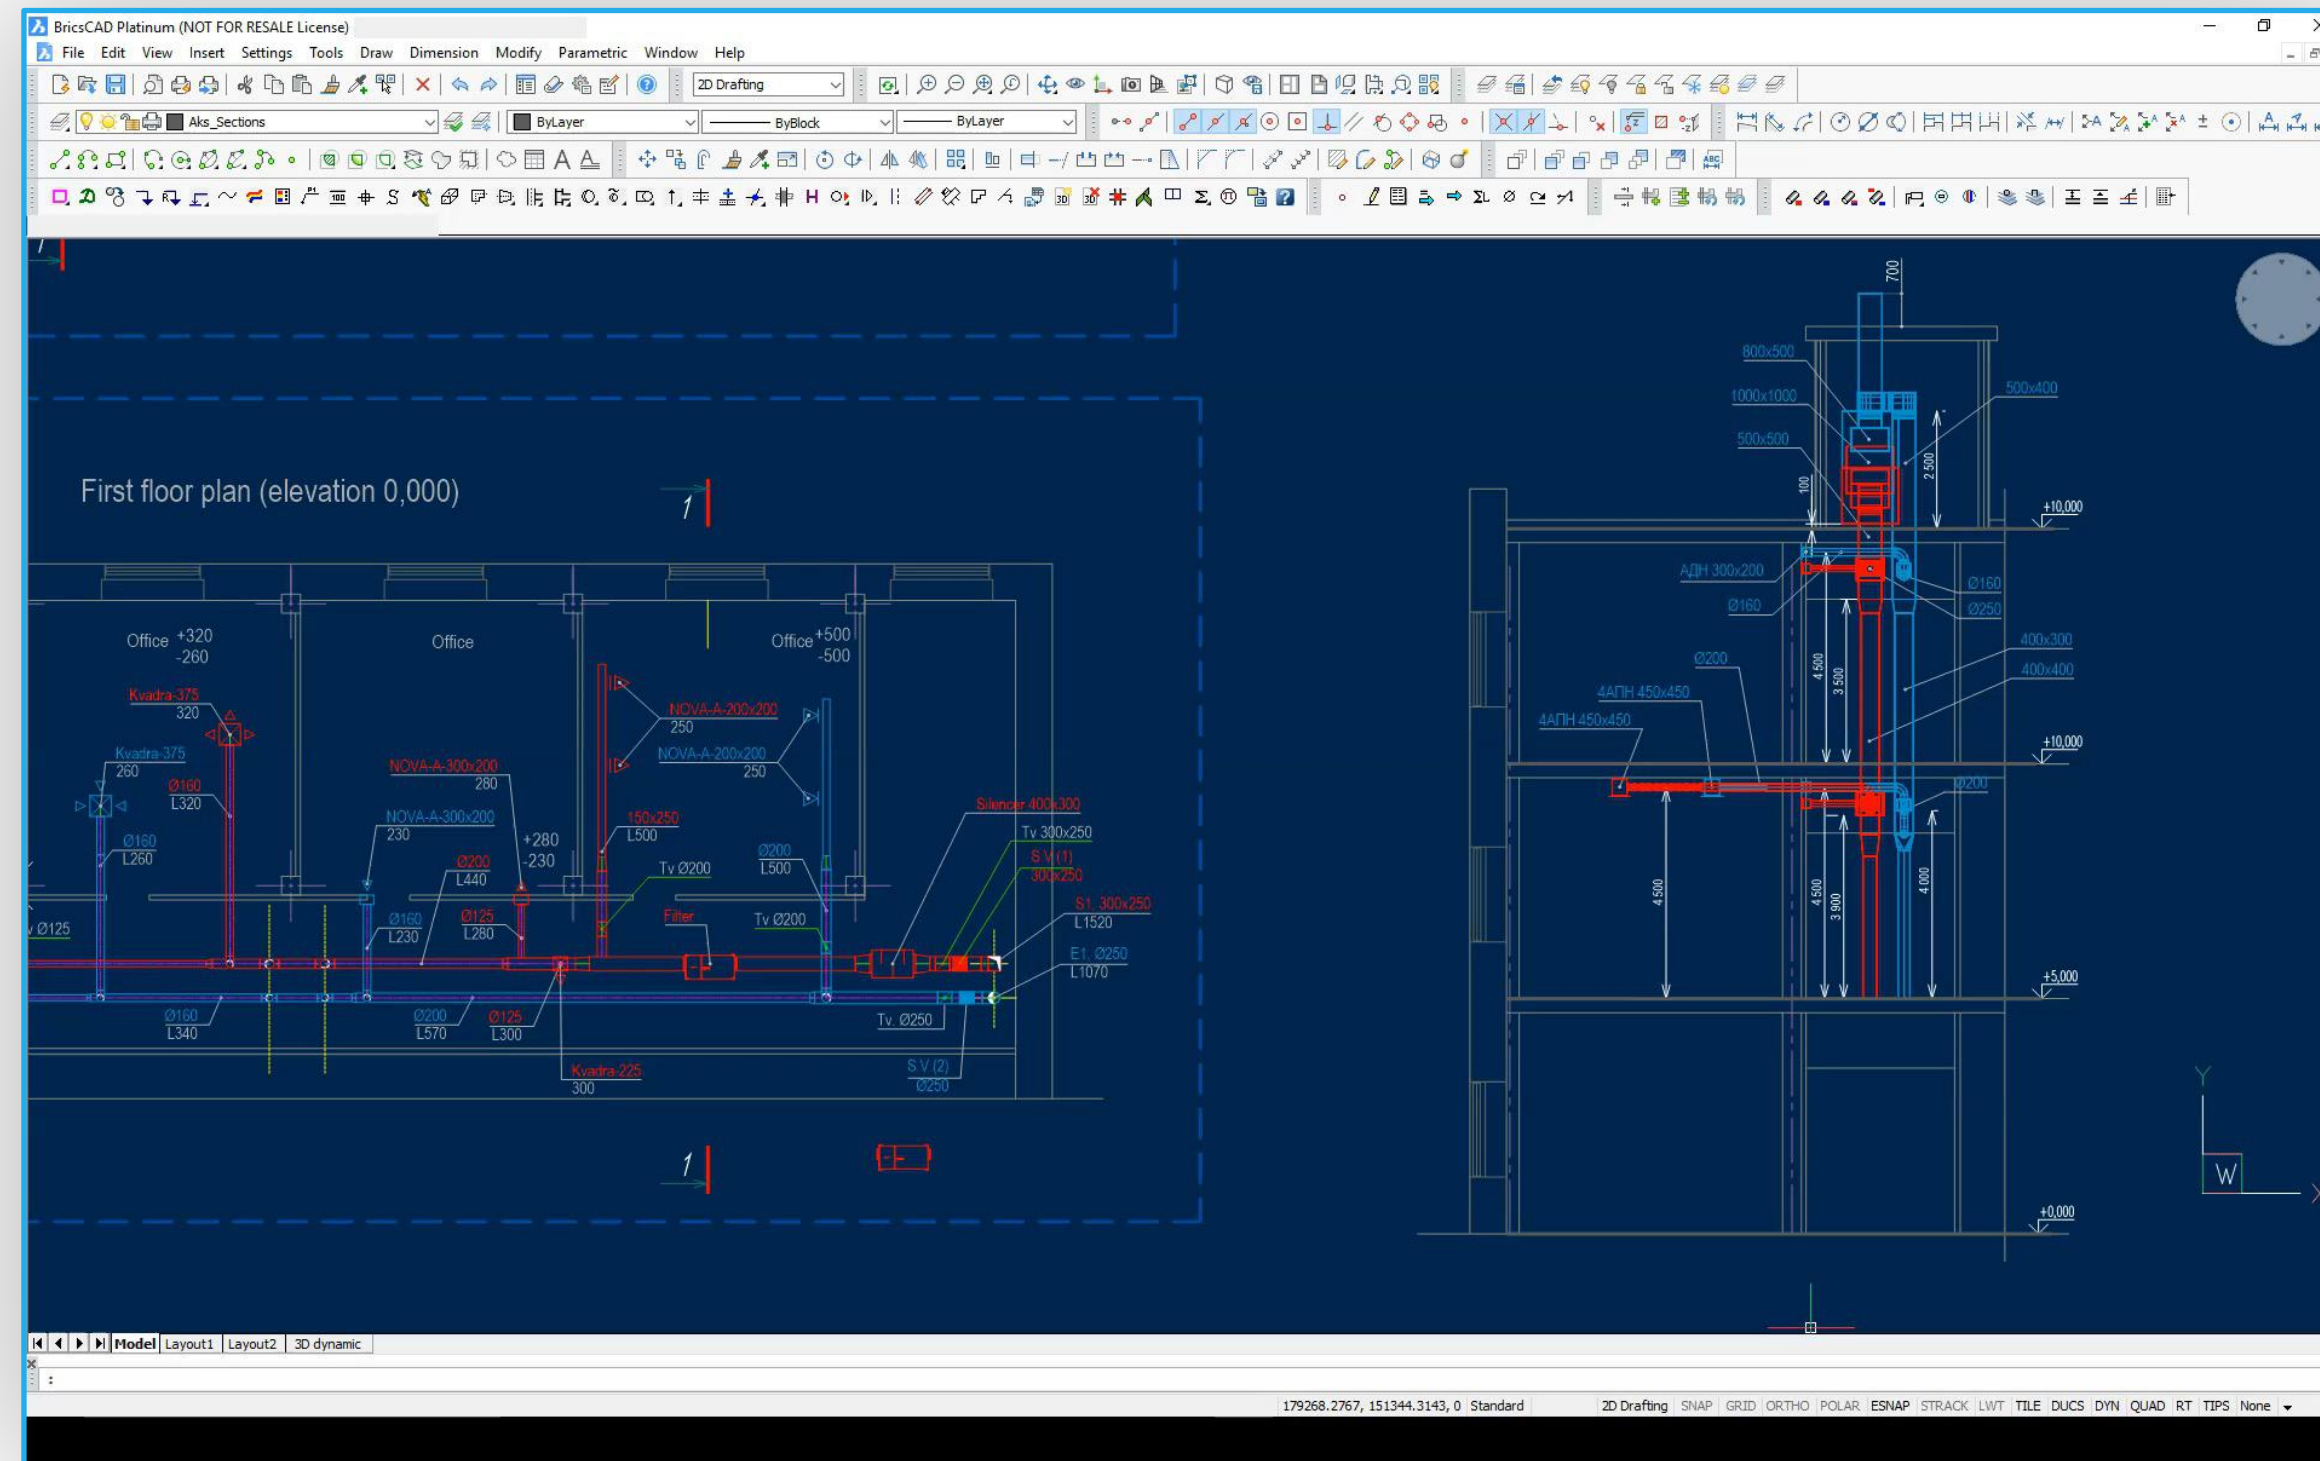 BricsCAD Platinum (NOT FOR RESALE License)
File Edit View Insert Settings Tools Draw Dimension Modify Parametric Window Help
2D Drafting
Aks_Sections ByLayer ByBlock ByLayer
1
First floor plan (elevation 0,000)
1
Office +320
-260
Office
Office +500
-500
Kvadra-375
320
Kvadra-375
260
Ø160
L320
Ø160
L260
NOVA-A-300x200
280
NOVA-A-300x200
230
+280
-230
Ø200
L440
Ø160
L230
Ø125
L280
NOVA-A-200x200
250
NOVA-A-200x200
250
150x250
L500
Tv Ø200
Filter
Ø200
L500
Tv Ø200
Silencer 400x300
Tv 300x250
S.V.(1)
300x250
S1. 300x250
L1520
E1. Ø250
L1070
v Ø125
Ø160
L340
Ø200
L570
Ø125
L300
Kvadra-225
300
Tv. Ø250
S.V.(2)
Ø250
1
700
800x500
1000x1000
500x500
500x400
2 500
100
+10,000
АДН 300x200
Ø160
Ø160
Ø250
400x300
400x400
4 500
3 500
Ø200
4АПН 450x450
4АПН 450x450
+10,000
Ø200
4 500
4 500
3 900
4 000
+5,000
+0,000
Y
W
X
Model Layout1 Layout2 3D dynamic
:
179268.2767, 151344.3143, 0 Standard 2D Drafting SNAP GRID ORTHO POLAR ESNAP STRACK LWT TILE DUCS DYN QUAD RT TIPS None